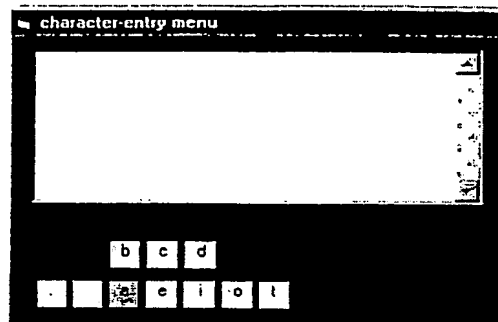 character-entry menu
b c d
. a e i o t